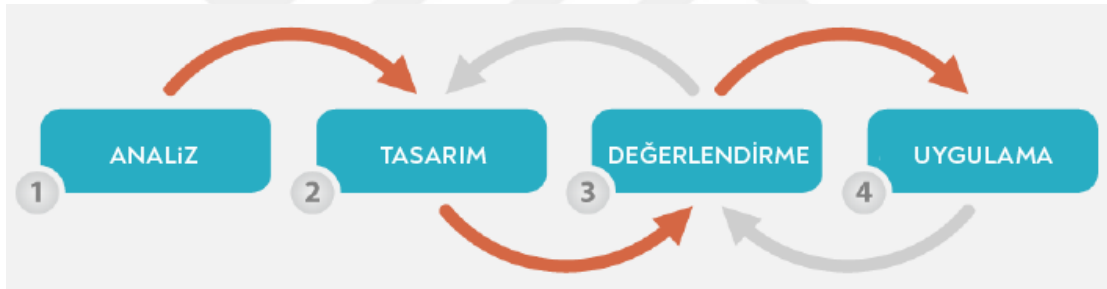 ANALİZ
1
TASARIM
2
DEĞERLENDİRME
3
UYGULAMA
4